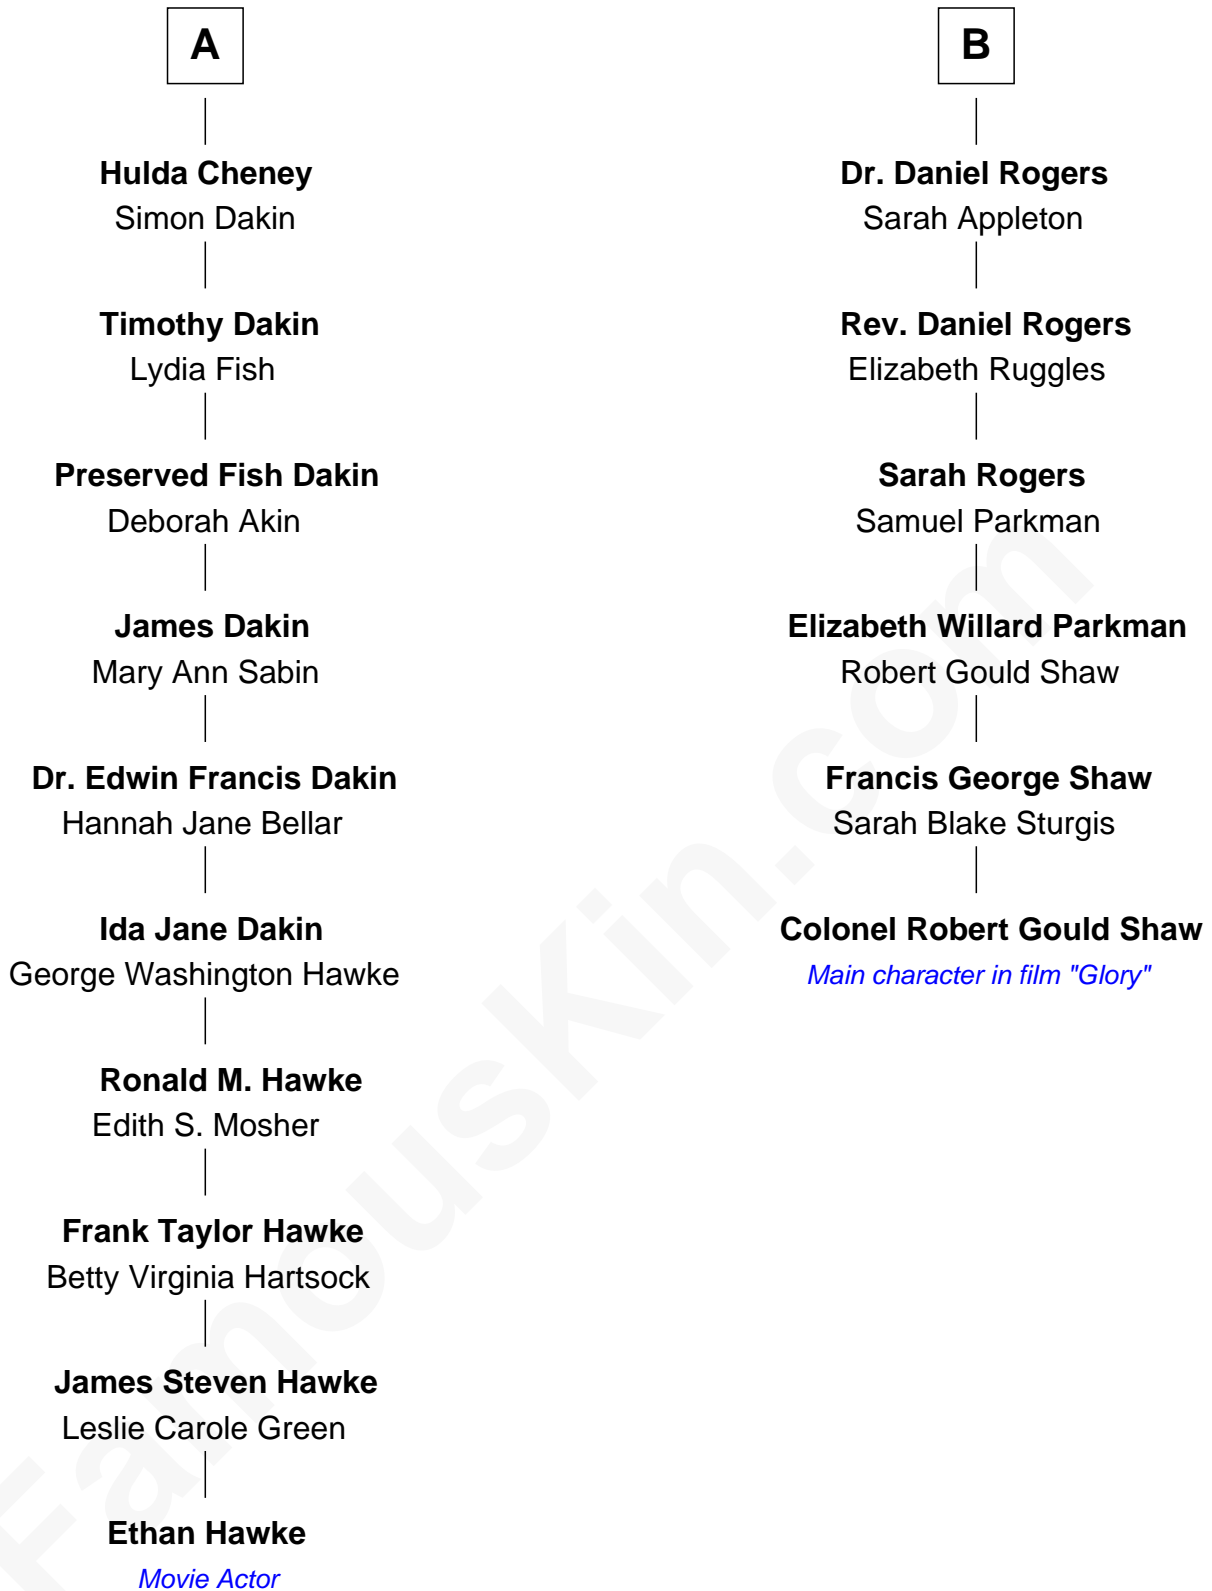 A
Hulda Cheney
Simon Dakin
Timothy Dakin
Lydia Fish
Preserved Fish Dakin
Deborah Akin
James Dakin
Mary Ann Sabin
Dr. Edwin Francis Dakin
Hannah Jane Bellar
Ida Jane Dakin
George Washington Hawke
Ronald M. Hawke
Edith S. Mosher
Frank Taylor Hawke
Betty Virginia Hartsock
James Steven Hawke
Leslie Carole Green
Ethan Hawke
Movie Actor
B
Dr. Daniel Rogers
Sarah Appleton
Rev. Daniel Rogers
Elizabeth Ruggles
Sarah Rogers
Samuel Parkman
Elizabeth Willard Parkman
Robert Gould Shaw
Francis George Shaw
Sarah Blake Sturgis
Colonel Robert Gould Shaw
Main character in film "Glory"
FamousKin.com